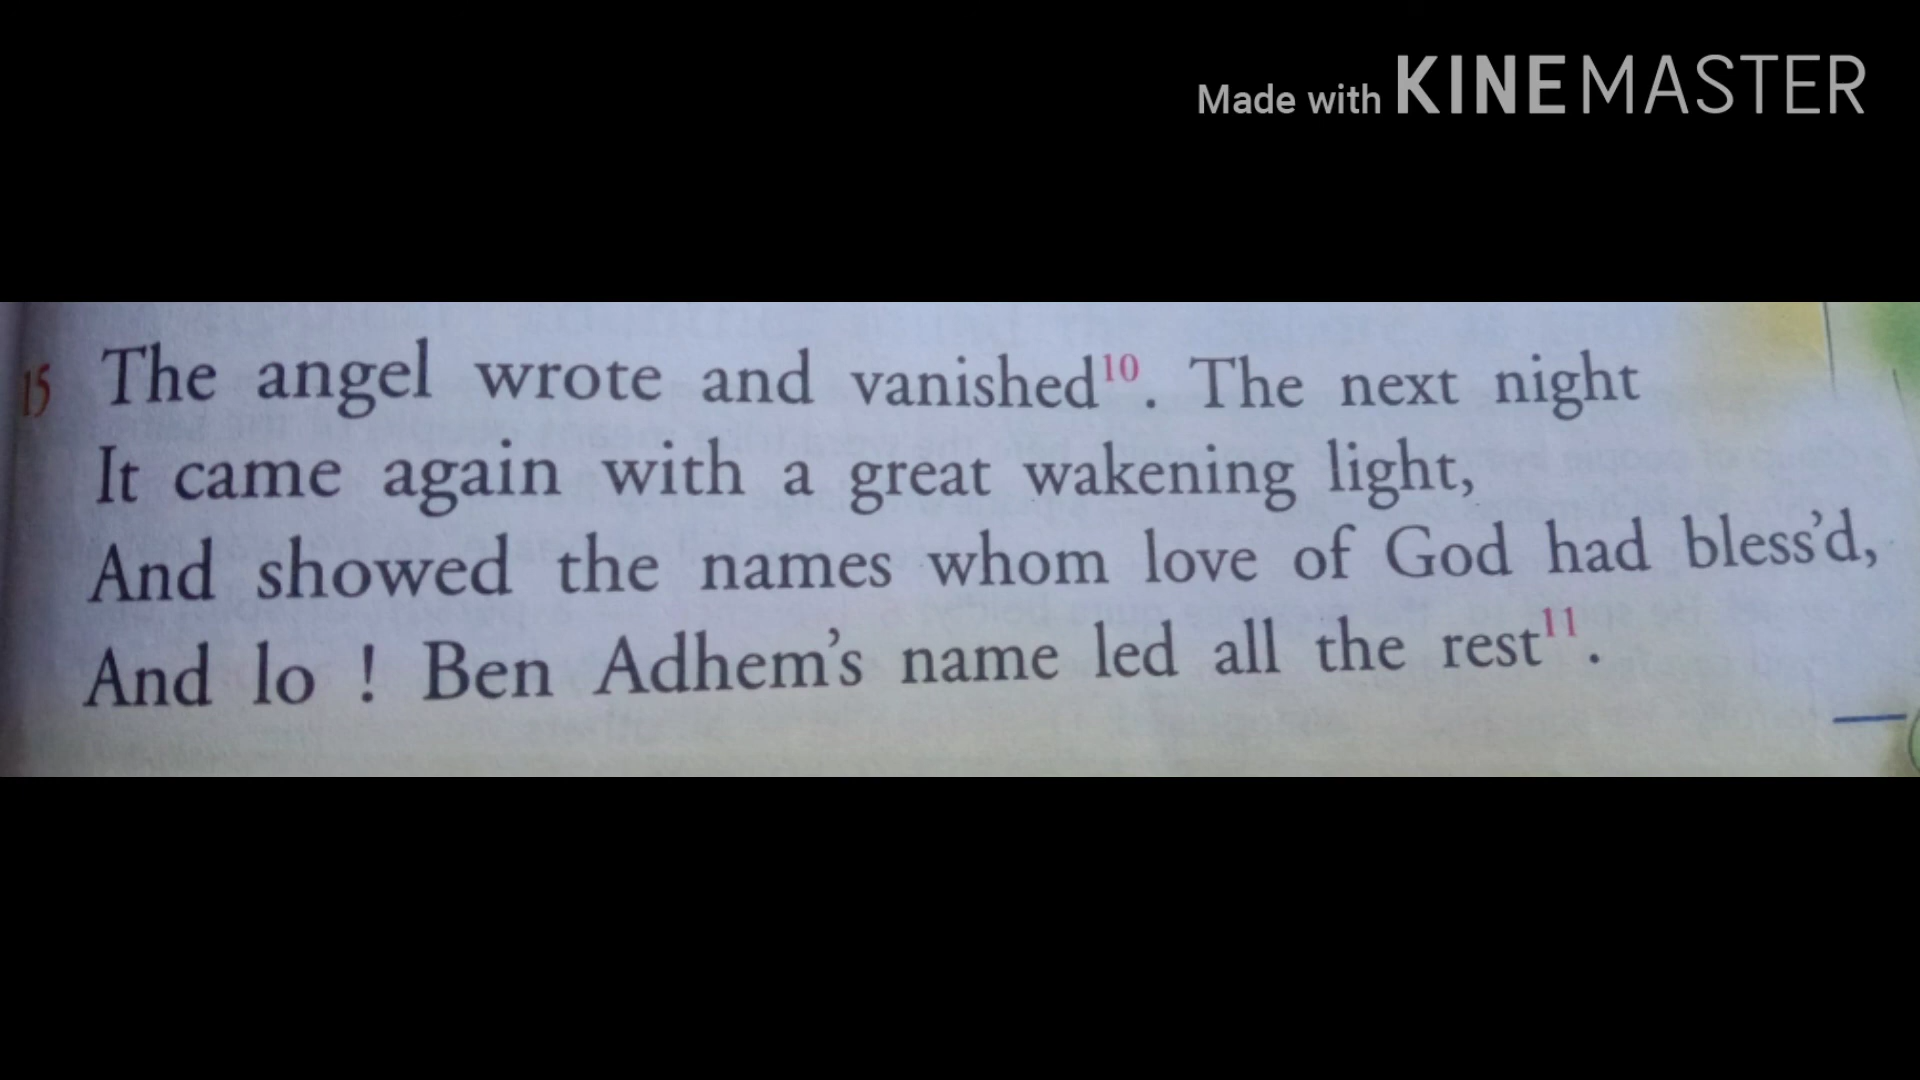 Made with KINEMASTER
15 The angel wrote and vanished10. The next night
It came again with a great wakening light,
And showed the names whom love of God had bless'd,
And lo ! Ben Adhem's name led all the rest11.